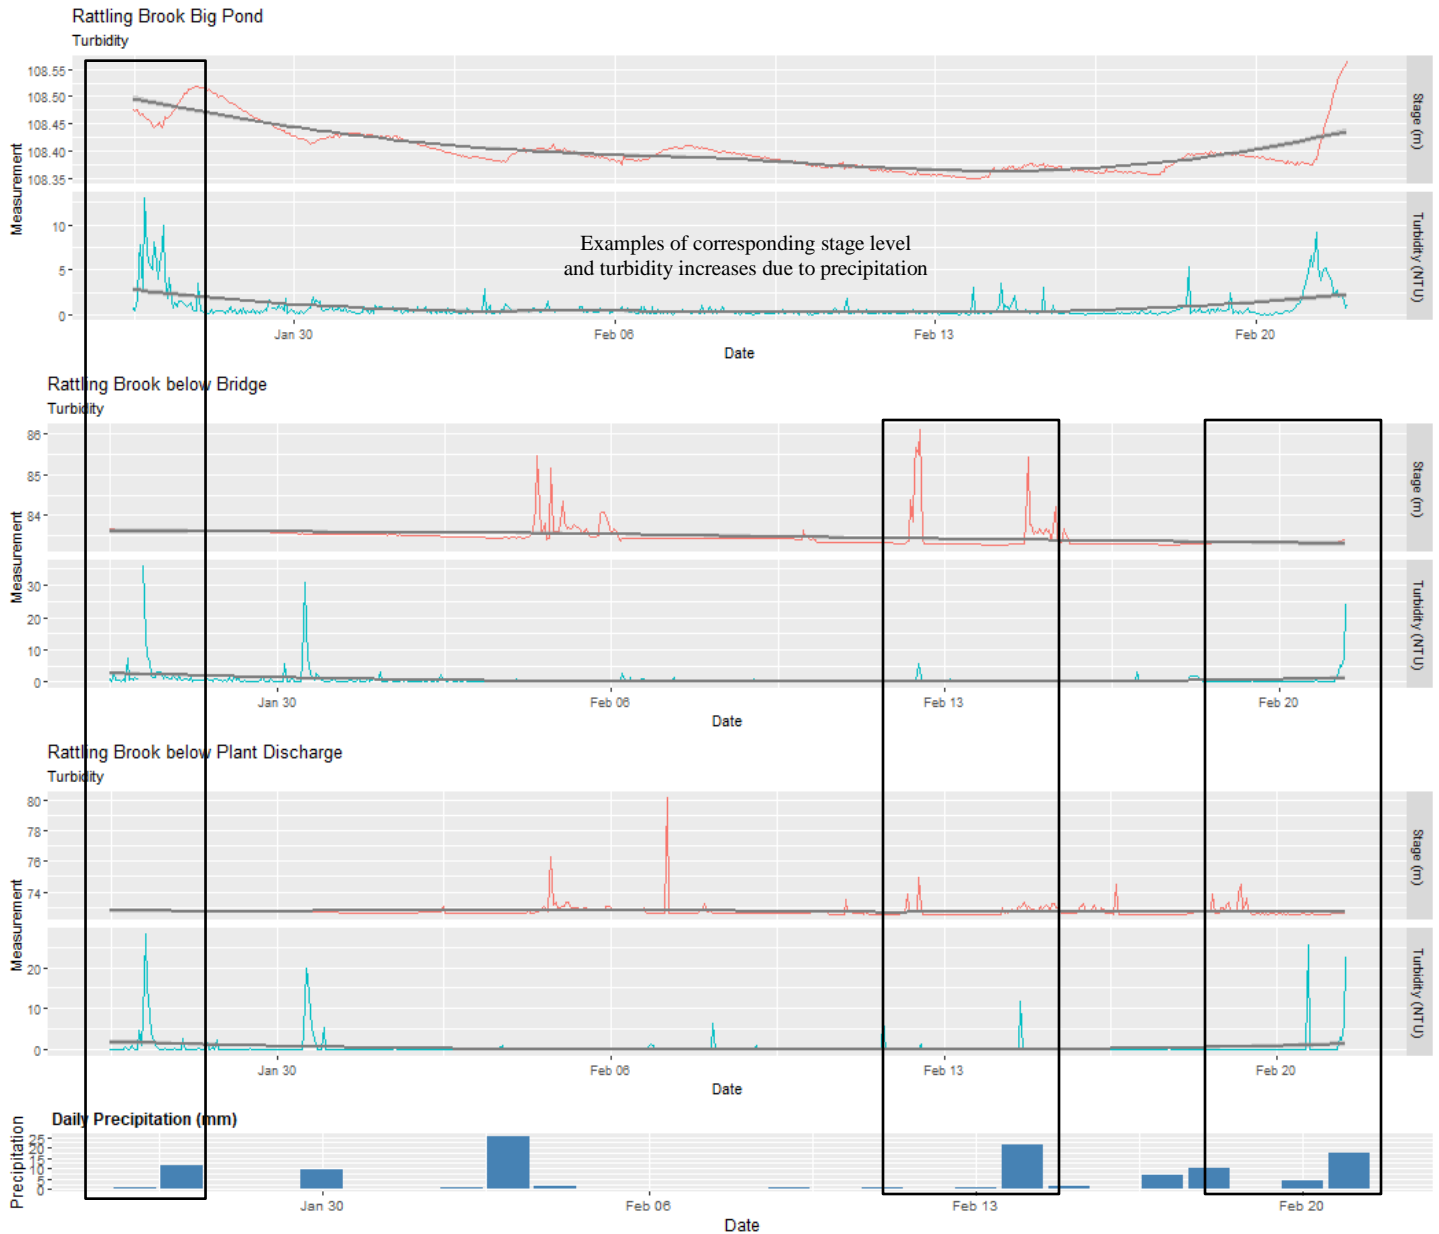 Rattling Brook Big Pond
Turbidity
108.55
108.50
108.45
108.40
108.35
Stage (m)
Measurement
10
5
0
Turbidity (NTU)
Examples of corresponding stage level
and turbidity increases due to precipitation
Jan 30
Feb 06
Feb 13
Feb 20
Date
Rattling Brook below Bridge
Turbidity
86
85
84
Stage (m)
Measurement
30
20
10
0
Turbidity (NTU)
Jan 30
Feb 06
Feb 13
Feb 20
Date
Rattling Brook below Plant Discharge
Turbidity
80
78
76
74
Stage (m)
Measurement
20
10
0
Turbidity (NTU)
Jan 30
Feb 06
Feb 13
Feb 20
Date
Daily Precipitation (mm)
25
20
15
10
5
0
Precipitation
Jan 30
Feb 06
Feb 13
Feb 20
Date